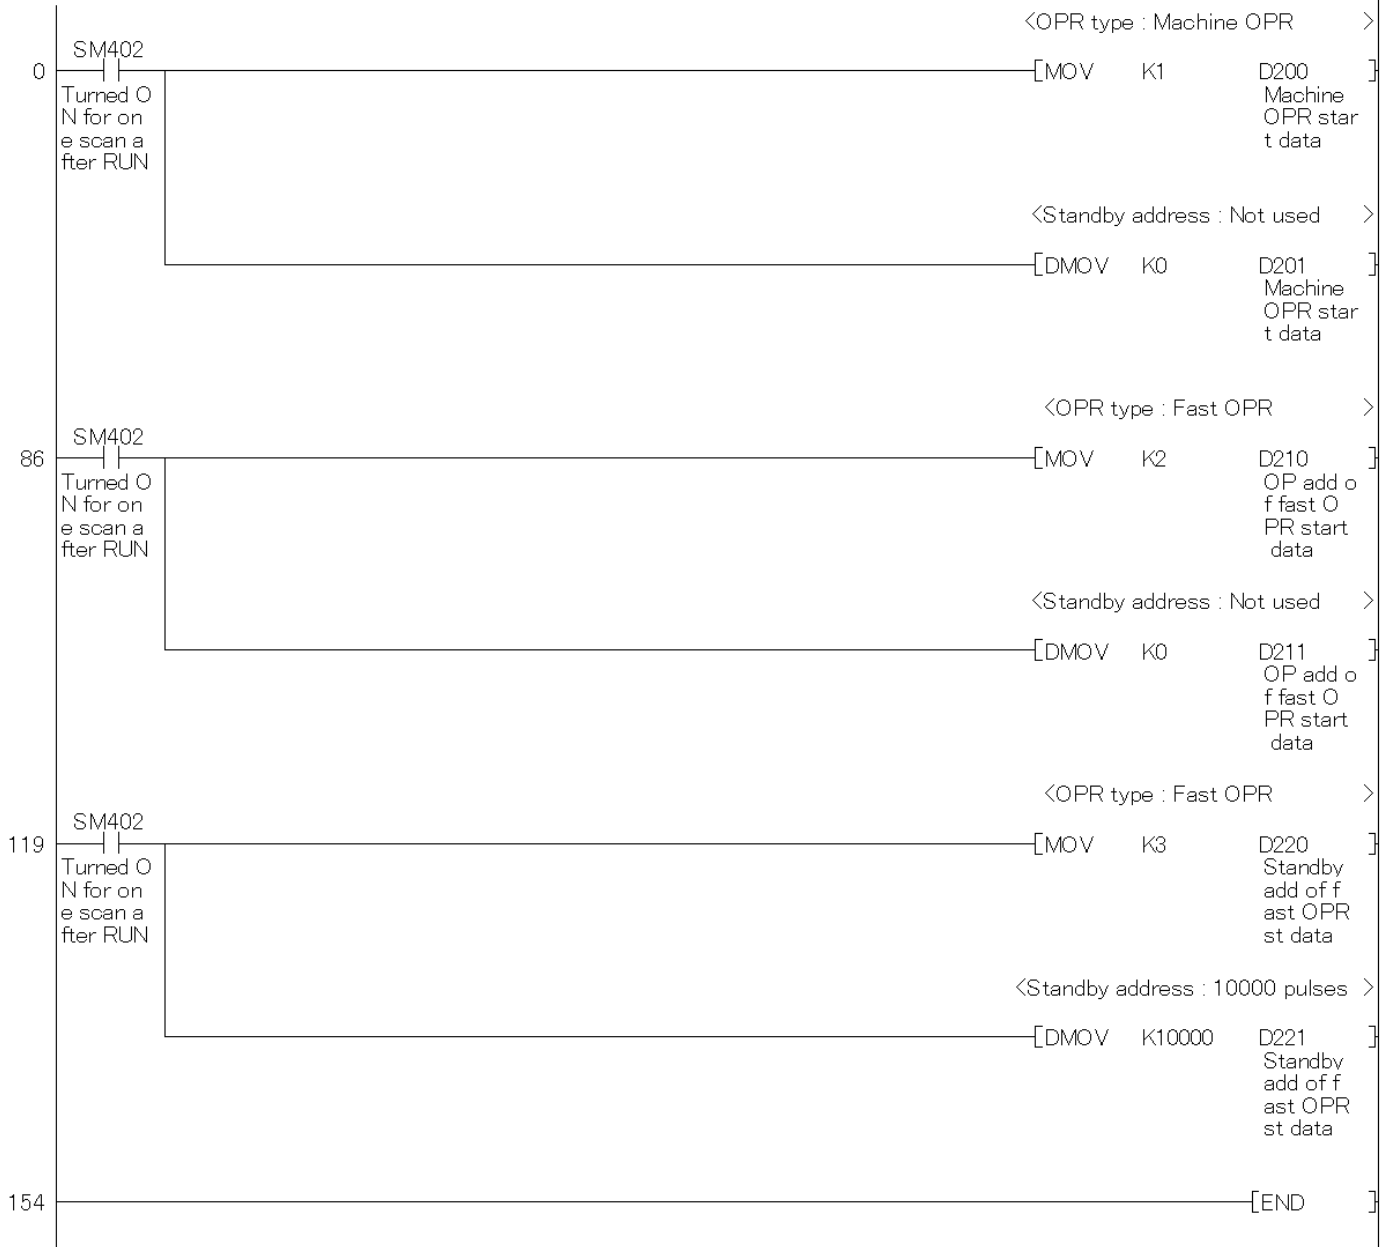 <OPR type : Machine OPR >
SM402
0 [MOV K1 D200 ]
Turned O
N for on
e scan a
fter RUN
Machine
OPR star
t data
<Standby address : Not used >
[DMOV K0 D201 ]
Machine
OPR star
t data
<OPR type : Fast OPR >
SM402
86 [MOV K2 D210 ]
Turned O
N for on
e scan a
fter RUN
OP add o
f fast O
PR start
data
<Standby address : Not used >
[DMOV K0 D211 ]
OP add o
f fast O
PR start
data
<OPR type : Fast OPR >
SM402
119 [MOV K3 D220 ]
Turned O
N for on
e scan a
fter RUN
Standby
add of f
ast OPR
st data
<Standby address : 10000 pulses >
[DMOV K10000 D221 ]
Standby
add of f
ast OPR
st data
154 [END ]